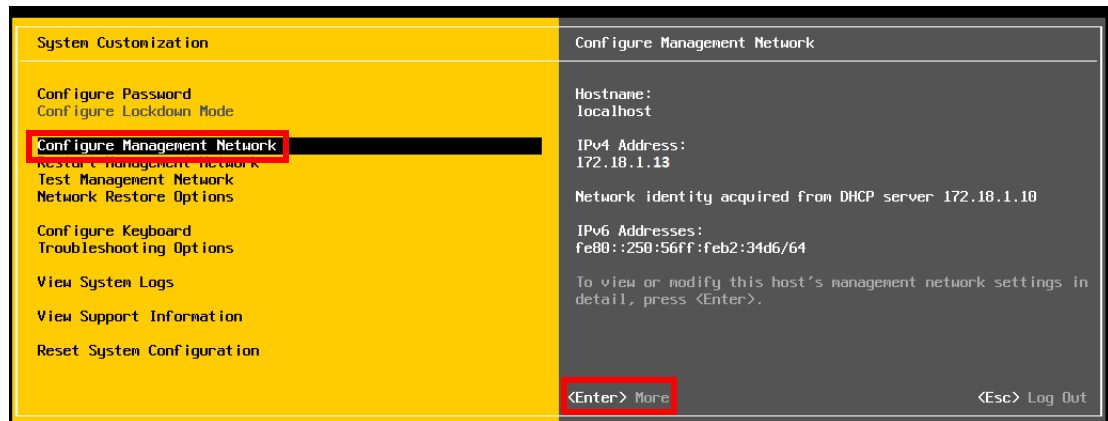 System Customization
Configure Password
Configure Lockdown Mode
Configure Management Network
Restart Management Network
Test Management Network
Network Restore Options
Configure Keyboard
Troubleshooting Options
View System Logs
View Support Information
Reset System Configuration
Configure Management Network
Hostname:
localhost
IPv4 Address:
172.18.1.13
Network identity acquired from DHCP server 172.18.1.10
IPv6 Addresses:
fe80::250:56ff:feb2:34d6/64
To view or modify this host's management network settings in
detail, press <Enter>.
<Enter> More
<Esc> Log Out